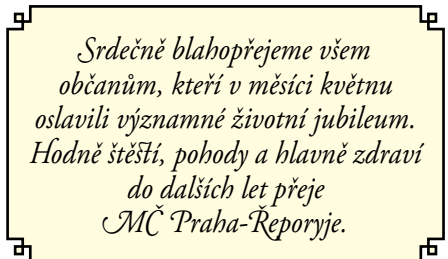 Srdečně blahopřejeme všem
občanům, kteří v měsíci květnu
oslavili významné životní jubileum.
Hodně štěstí, pohody a hlavně zdraví
do dalších let přeje
MČ Praha-Řeporyje.